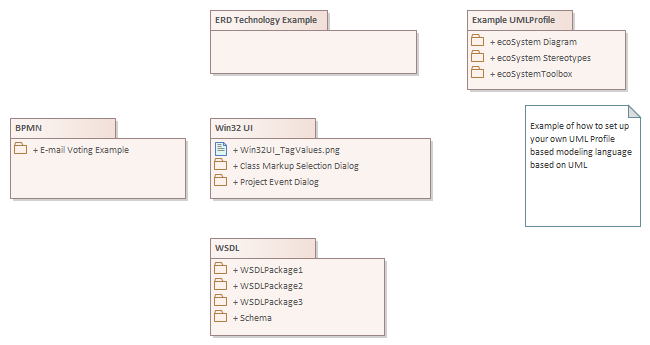 ERD Technology Example
Example UMLProfile
+ ecoSystem Diagram
+ ecoSystem Stereotypes
+ ecoSystemToolbox
Example of how to set up
your own UML Profile
based modeling language
based on UML
BPMN
+ E-mail Voting Example
Win32 UI
+ Win32UI_TagValues.png
+ Class Markup Selection Dialog
+ Project Event Dialog
WSDL
+ WSDLPackage1
+ WSDLPackage2
+ WSDLPackage3
+ Schema